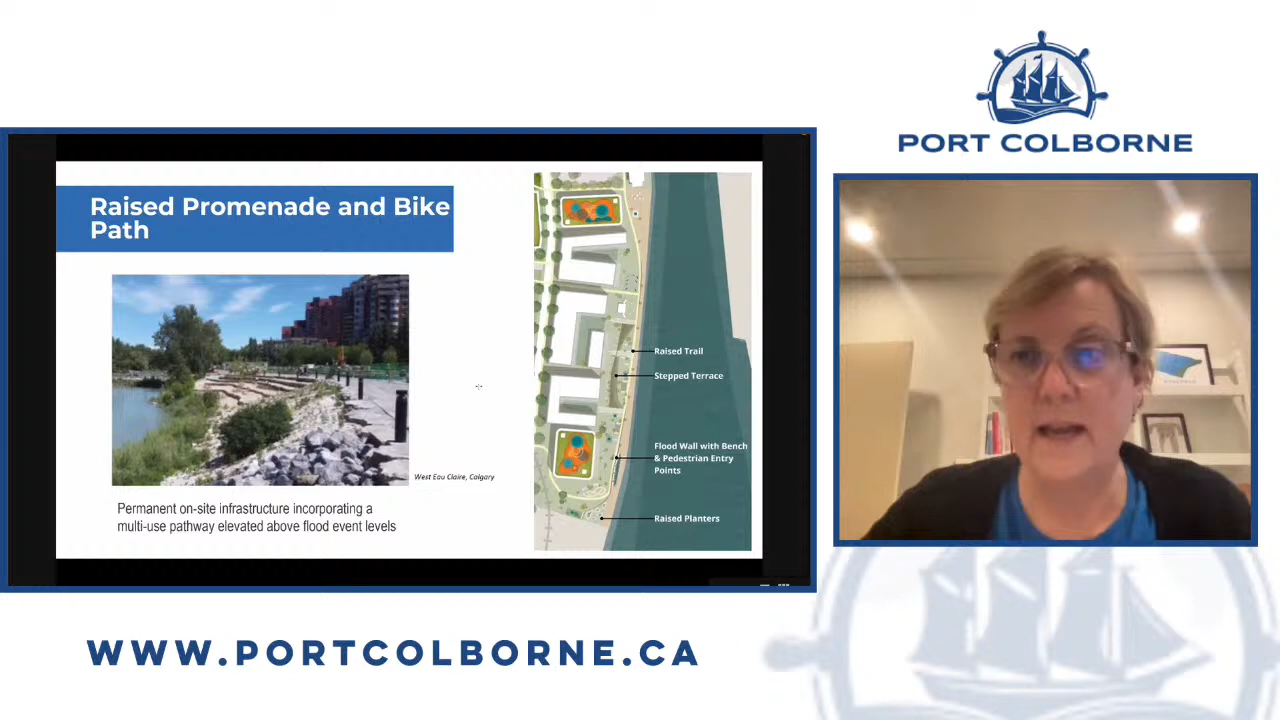 PORT COLBORNE
Raised Promenade and Bike
Path
West Eau Claire, Calgary
Permanent on-site infrastructure incorporating a
multi-use pathway elevated above flood event levels
Raised Trail
Stepped Terrace
Flood Wall with Bench
& Pedestrian Entry
Points
Raised Planters
WWW.PORTCOLBORNE.CA